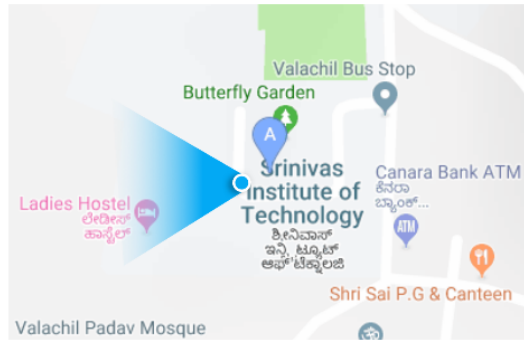 Valachil Bus Stop
Butterfly Garden
A
Srinivas
Institute of
Technology
ಶ್ರೀನಿವಾಸ್
ಇನ್ಸ್ಟಿಟ್ಯೂಟ್
ಆಫ್ ಟೆಕ್ನಾಲಜಿ
Canara Bank ATM
ಕೆನರಾ
ಬ್ಯಾಂಕ್...
ATM
Ladies Hostel
ಲೇಡೀಸ್
ಹಾಸ್ಟೆಲ್
Shri Sai P.G & Canteen
Valachil Padav Mosque